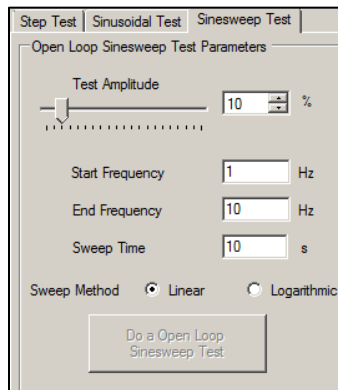 Step Test Sinusoidal Test Sinesweep Test
Open Loop Sinesweep Test Parameters
Test Amplitude
10 %
Start Frequency 1 Hz
End Frequency 10 Hz
Sweep Time 10 s
Sweep Method Linear Logarithmic
Do a Open Loop
Sinesweep Test